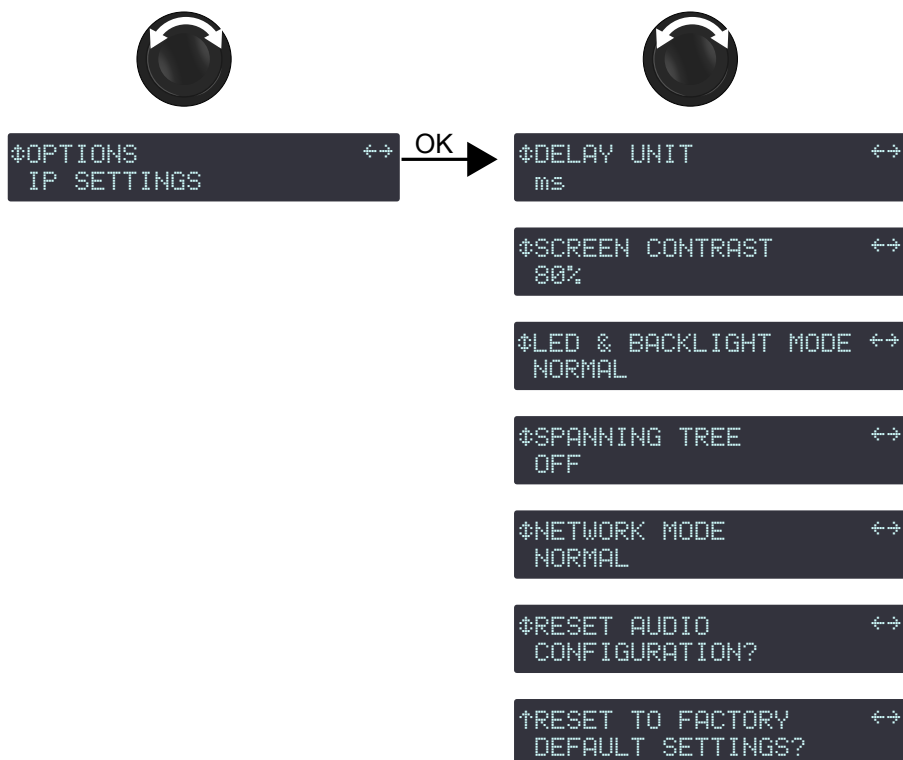 ↕OPTIONS ↔
IP SETTINGS
OK
↕DELAY UNIT ↔
ms
↕SCREEN CONTRAST ↔
80%
↕LED & BACKLIGHT MODE ↔
NORMAL
↕SPANNING TREE ↔
OFF
↕NETWORK MODE ↔
NORMAL
↕RESET AUDIO ↔
CONFIGURATION?
↑RESET TO FACTORY ↔
DEFAULT SETTINGS?